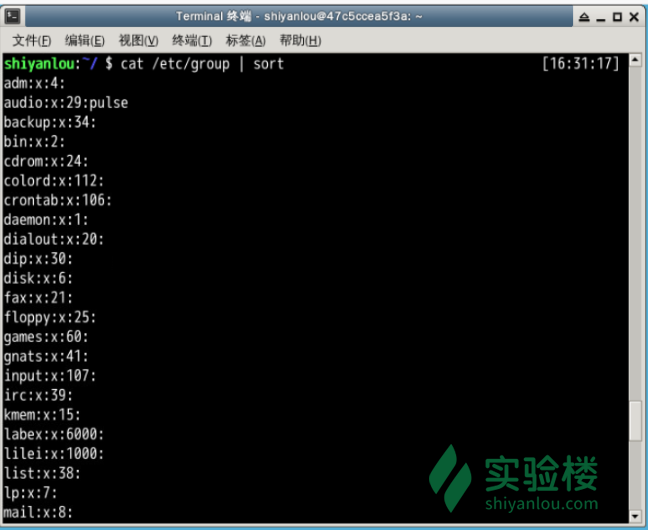 Terminal 终端 - shiyanlou@47c5ccea5f3a: ~
文件(F) 编辑(E) 视图(V) 终端(T) 标签(A) 帮助(H)
shiyanlou:~/ $ cat /etc/group | sort [16:31:17]
adm:x:4:
audio:x:29:pulse
backup:x:34:
bin:x:2:
cdrom:x:24:
colord:x:112:
crontab:x:106:
daemon:x:1:
dialout:x:20:
dip:x:30:
disk:x:6:
fax:x:21:
floppy:x:25:
games:x:60:
gnats:x:41:
input:x:107:
irc:x:39:
kmem:x:15:
labex:x:6000:
lilei:x:1000:
list:x:38:
lp:x:7:
mail:x:8:
实验楼
shiyanlou.com